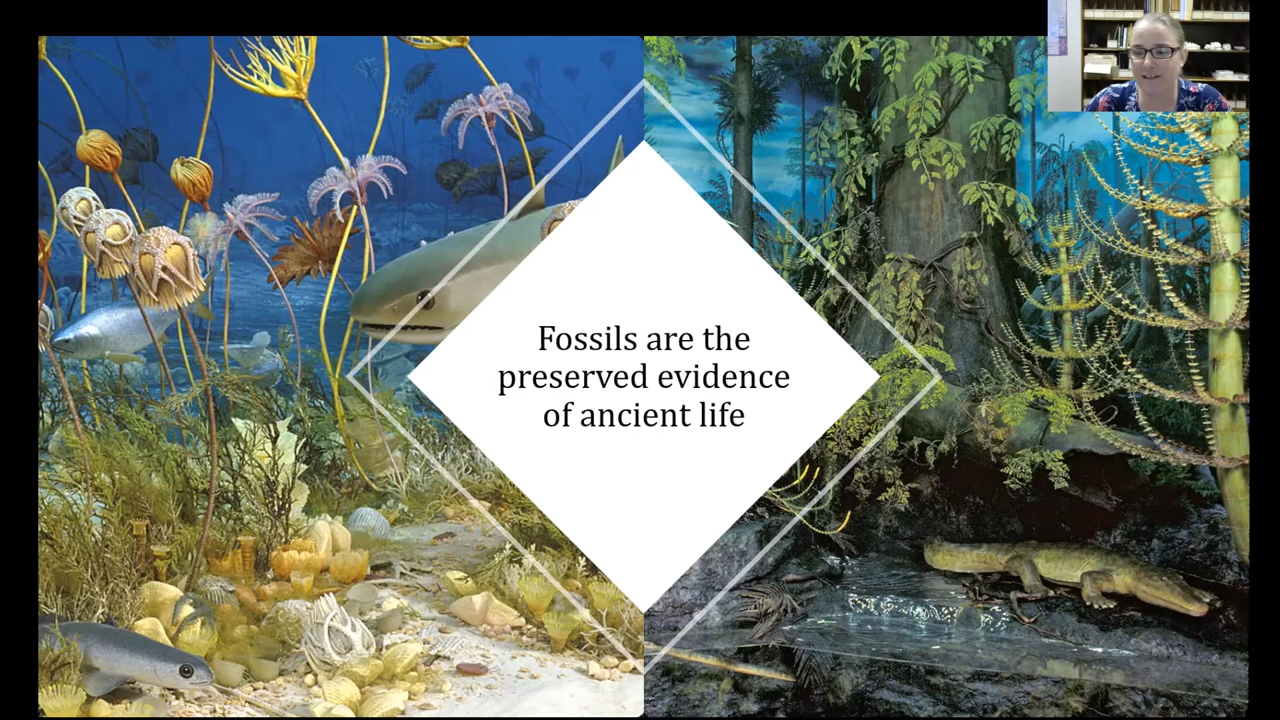 Fossils are the
preserved evidence
of ancient life